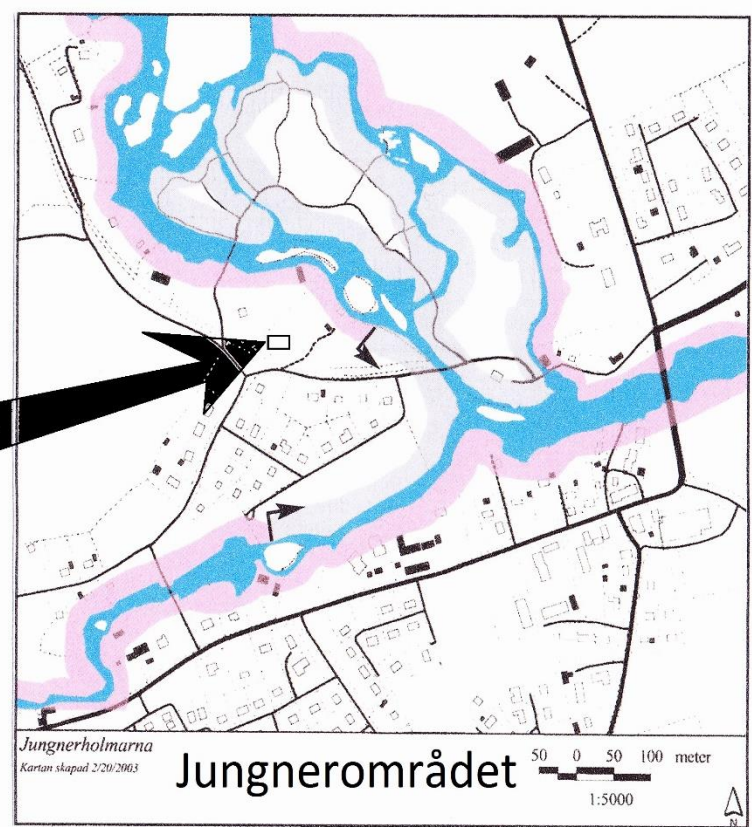 Jungnerholmarna
Kartan skapad 2/20/2003
Jungnerområdet
50 0 50 100 meter
1:5000
N